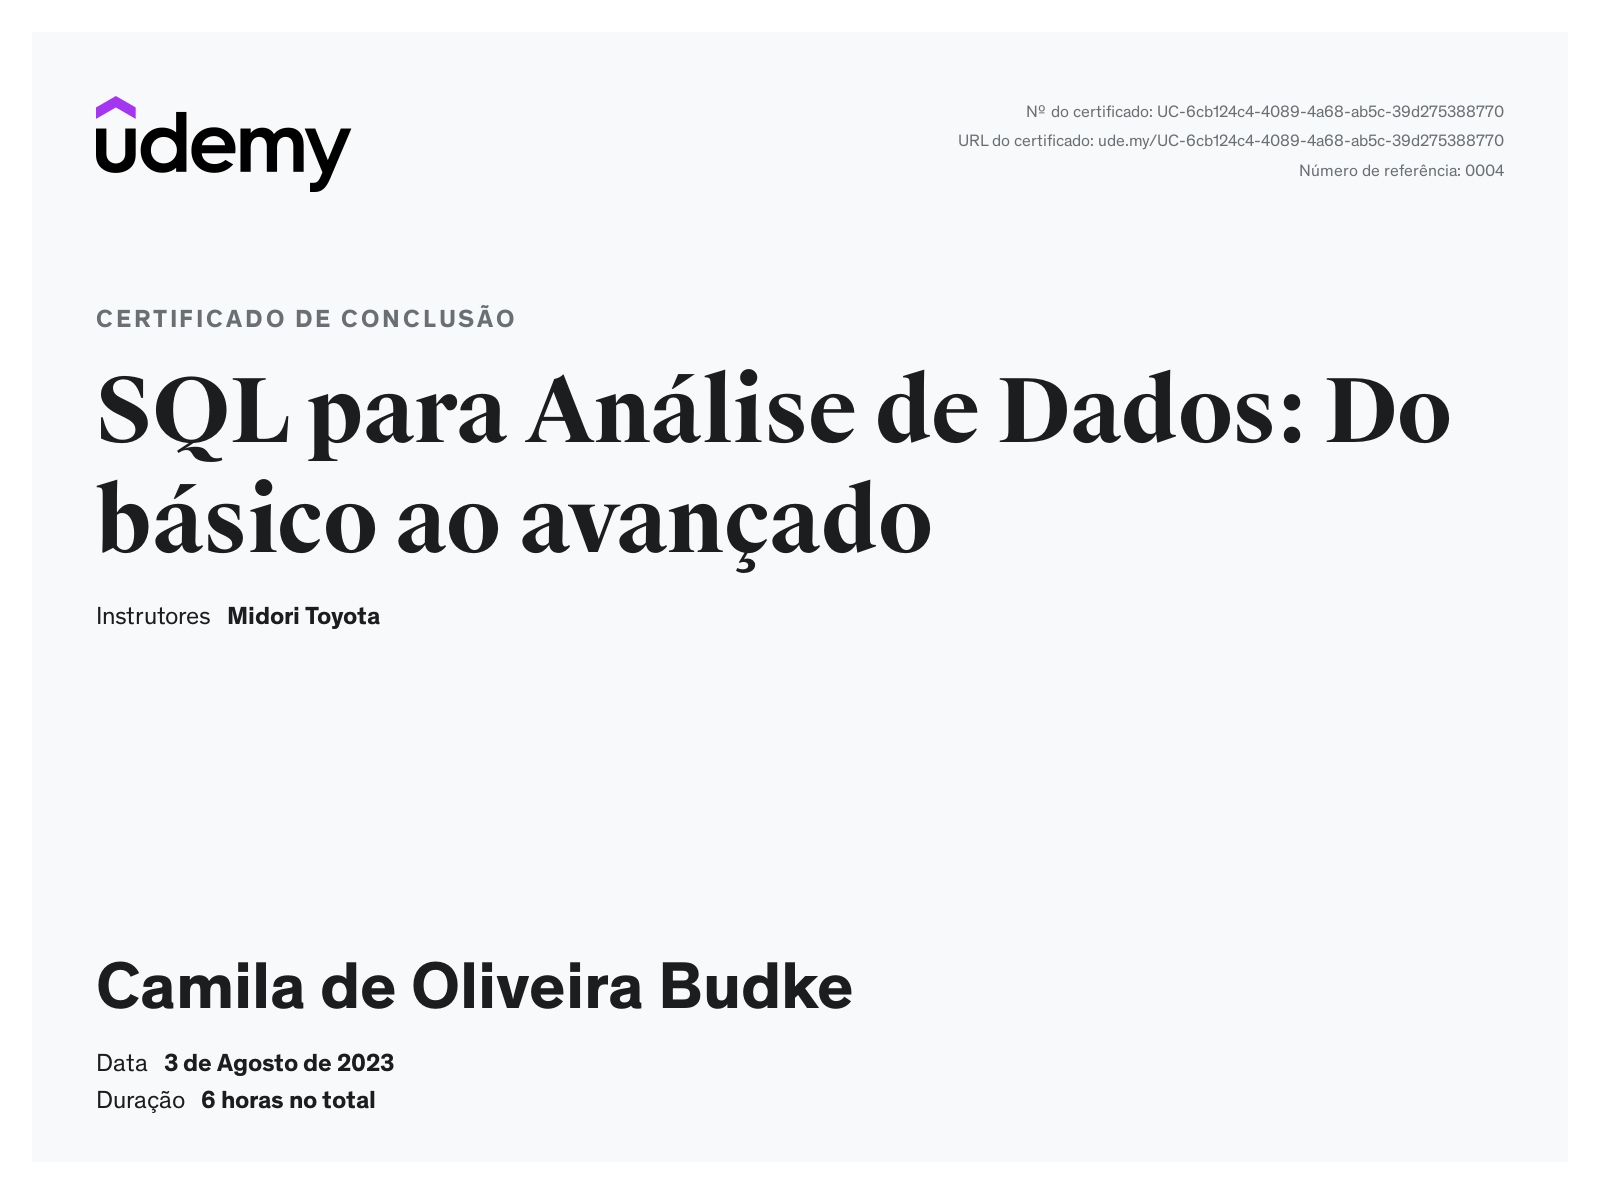 udemy
Nº do certificado: UC-6cb124c4-4089-4a68-ab5c-39d275388770
URL do certificado: ude.my/UC-6cb124c4-4089-4a68-ab5c-39d275388770
Número de referência: 0004
CERTIFICADO DE CONCLUSÃO
SQL para Análise de Dados: Do
básico ao avançado
Instrutores Midori Toyota
Camila de Oliveira Budke
Data 3 de Agosto de 2023
Duração 6 horas no total